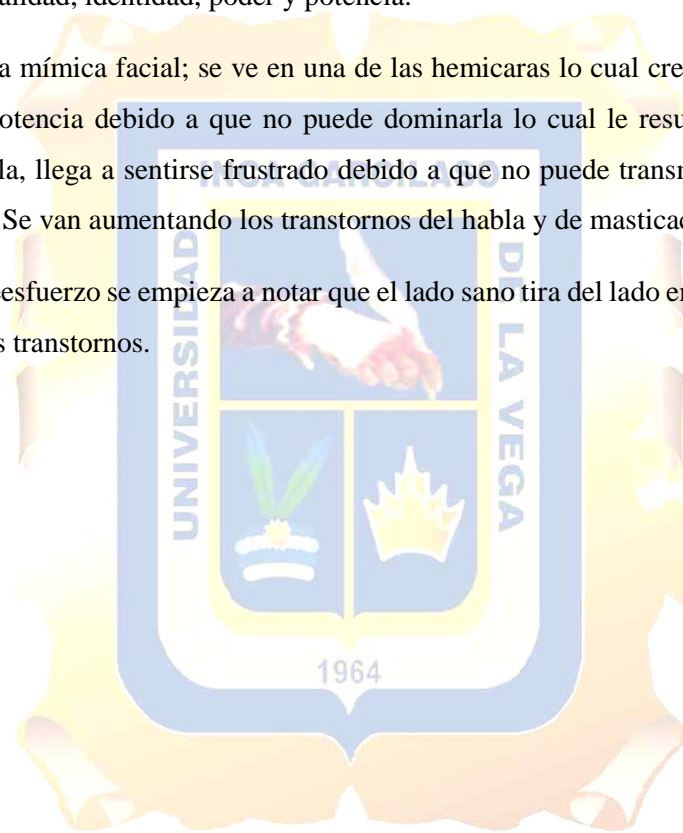 alidad, identidad, poder y potencia.
a mímica facial; se ve en una de las hemicaras lo cual cre
otencia debido a que no puede dominarla lo cual le resu
la, llega a sentirse frustrado debido a que no puede transm
Se van aumentando los transtornos del habla y de masticac
esfuerzo se empieza a notar que el lado sano tira del lado en
s transtornos.
INCA GARCILASO
UNIVERSIDAD
DE LA VEGA
1964